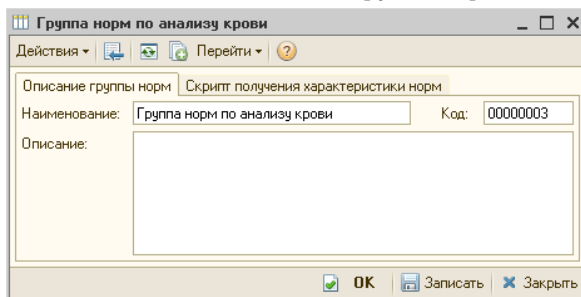 Группа норм по анализу крови
Действия Перейти
Описание группы норм Скрипт получения характеристики норм
Наименование: Группа норм по анализу крови Код: 00000003
Описание:
OK Записать Закрыть